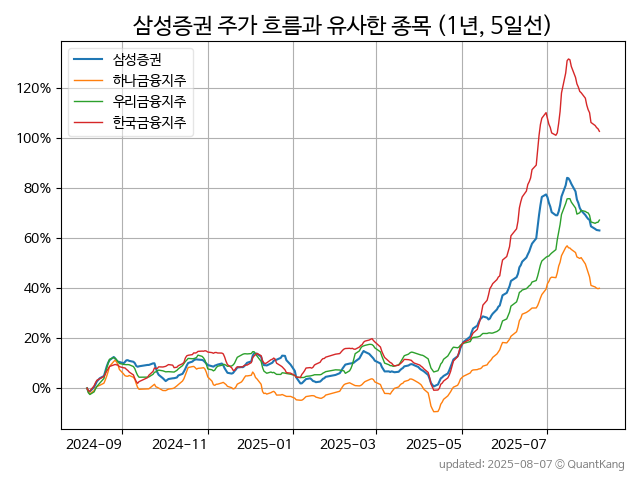 삼성증권 주가 흐름과 유사한 종목 (1년, 5일선)
삼성증권
하나금융지주
우리금융지주
한국금융지주
120%
100%
80%
60%
40%
20%
0%
2024-09 2024-11 2025-01 2025-03 2025-05 2025-07
updated: 2025-08-07 © QuantKang